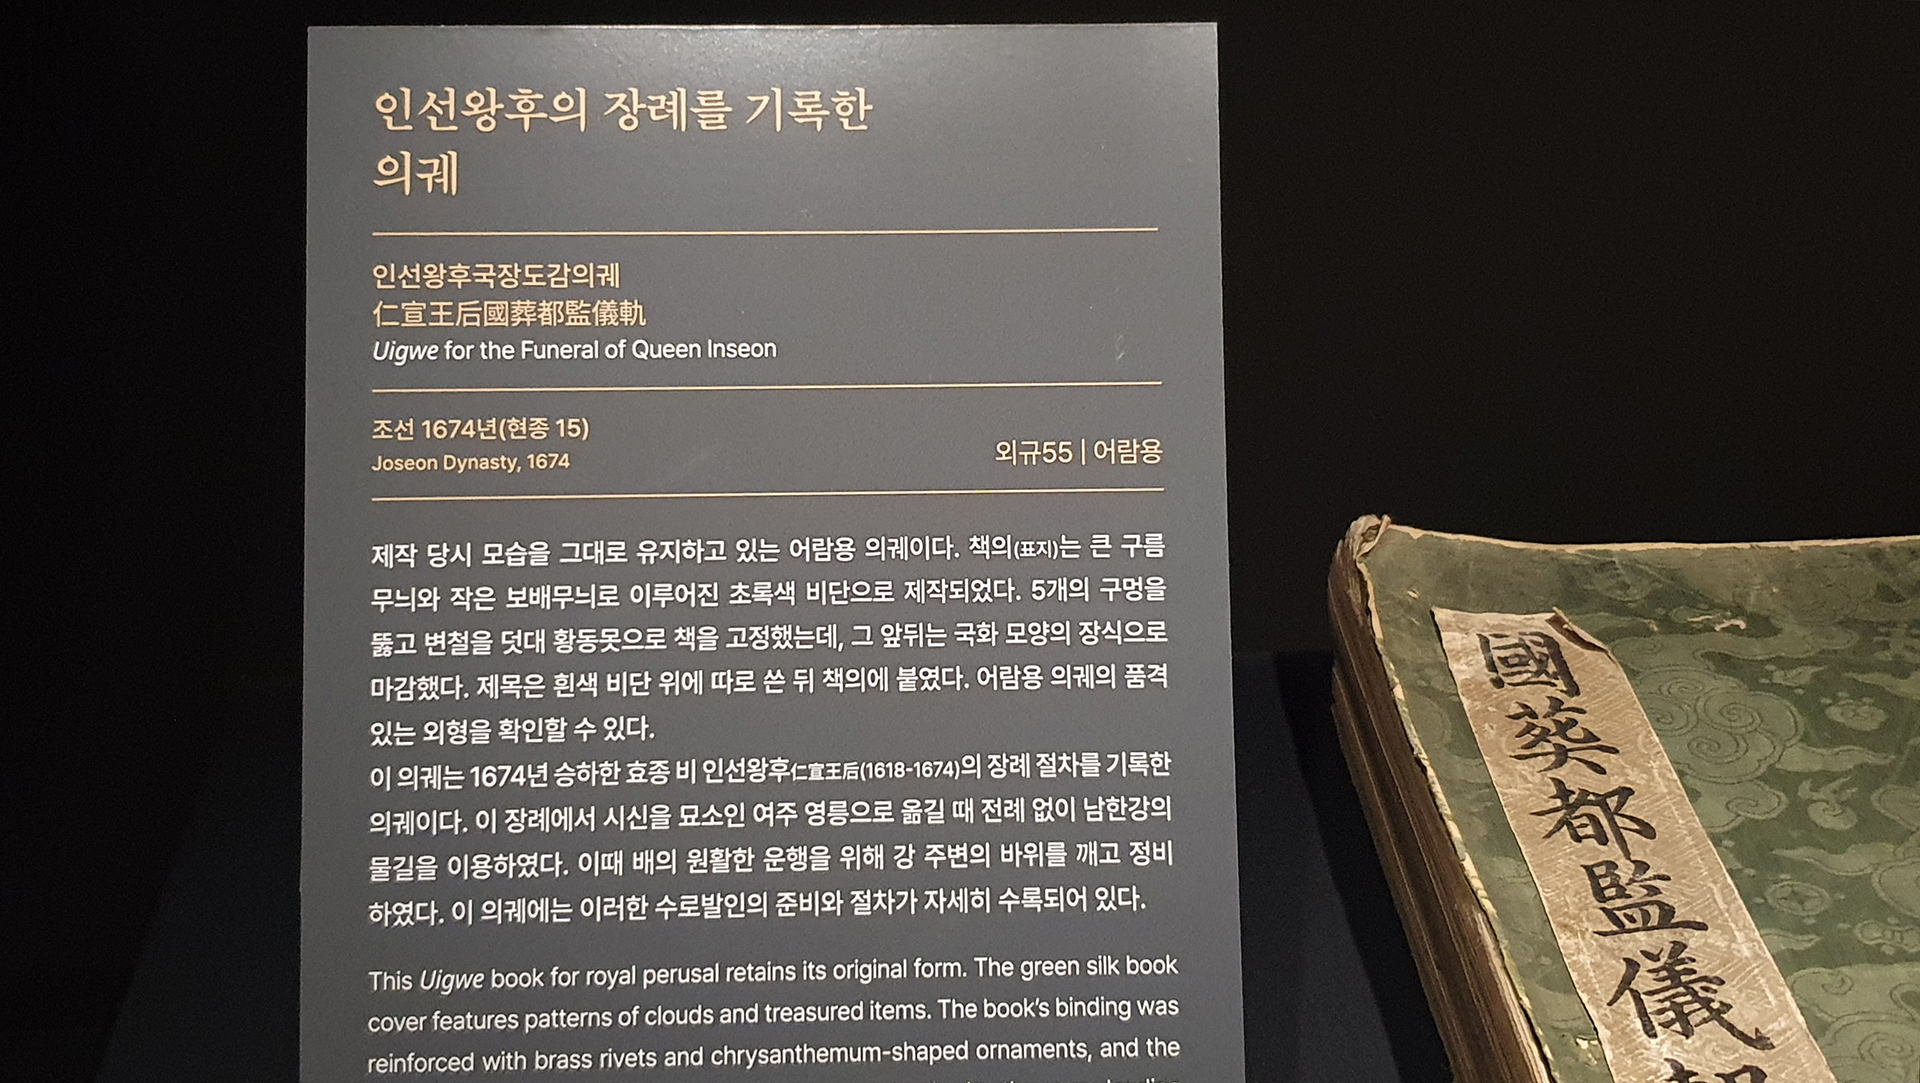 인선왕후의 장례를 기록한
의궤
인선왕후국장도감의궤
仁宣王后國葬都監儀軌
Uigwe for the Funeral of Queen Inseon
조선 1674년(현종 15)
Joseon Dynasty, 1674
외규55 | 어람용
제작 당시 모습을 그대로 유지하고 있는 어람용 의궤이다. 책의(표지)는 큰 구름
무늬와 작은 보배무늬로 이루어진 초록색 비단으로 제작되었다. 5개의 구멍을
뚫고 변철을 덧대 황동못으로 책을 고정했는데, 그 앞뒤는 국화 모양의 장식으로
마감했다. 제목은 흰색 비단 위에 따로 쓴 뒤 책의에 붙였다. 어람용 의궤의 품격
있는 외형을 확인할 수 있다.
이 의궤는 1674년 승하한 효종 비 인선왕후仁宣王后(1618-1674)의 장례 절차를 기록한
의궤이다. 이 장례에서 시신을 묘소인 여주 영릉으로 옮길 때 전례 없이 남한강의
물길을 이용하였다. 이때 배의 원활한 운행을 위해 강 주변의 바위를 깨고 정비
하였다. 이 의궤에는 이러한 수로발인의 준비와 절차가 자세히 수록되어 있다.
This Uigwe book for royal perusal retains its original form. The green silk book
cover features patterns of clouds and treasured items. The book's binding was
reinforced with brass rivets and chrysanthemum-shaped ornaments, and the
國葬都監儀